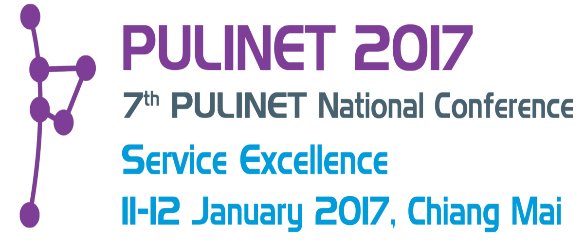 PULINET 2017
7th PULINET National Conference
Service Excellence
11-12 January 2017, Chiang Mai